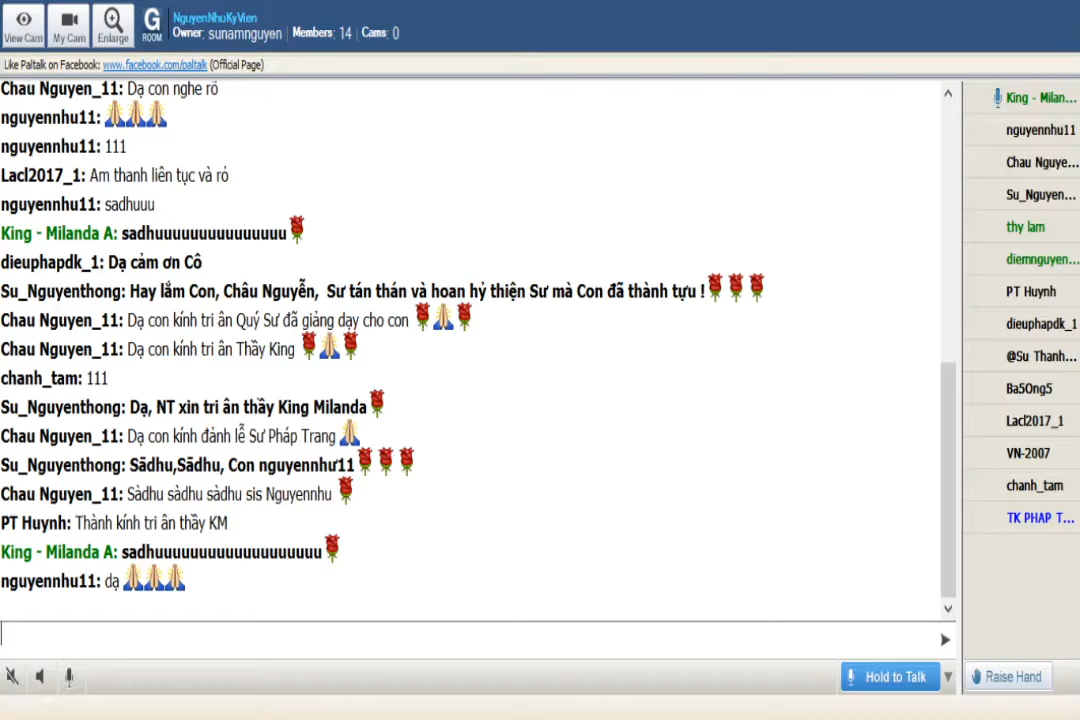 NguyenNhuKyVien
G
ROOM
Owner: sunamnguyen | Members: 14 | Cams: 0
View Cam
My Cam
Enlarge
Like Paltalk on Facebook: www.facebook.com/paltalk (Official Page)
Chau Nguyen_11: Dạ con nghe rõ
nguyennhu11: 🙏🙏🙏
nguyennhu11: 111
Lacl2017_1: Am thanh liên tục và rỏ
nguyennhu11: sadhuuu
King - Milanda A: sadhuuuuuuuuuuuuuuu🌹
dieuphapdk_1: Dạ cảm ơn Cô
Su_Nguyenthong: Hay lắm Con, Châu Nguyễn, Sư tán thán và hoan hỷ thiện Sư mà Con đã thành tựu !🌹🌹🌹
Chau Nguyen_11: Dạ con kính tri ân Quý Sư đã giảng dạy cho con 🌹🙏🌹
Chau Nguyen_11: Dạ con kính tri ân Thầy King 🌹🙏🌹
chanh_tam: 111
Su_Nguyenthong: Dạ, NT xin tri ân thầy King Milanda🌹
Chau Nguyen_11: Dạ con kính đảnh lễ Sư Pháp Trang 🙏
Su_Nguyenthong: Sādhu,Sādhu, Con nguyennhư11🌹🌹🌹
Chau Nguyen_11: Sàdhu sàdhu sàdhu sis Nguyennhu 🌹
PT Huynh: Thành kính tri ân thầy KM
King - Milanda A: sadhuuuuuuuuuuuuuuuuuuu🌹
nguyennhu11: dạ 🙏🙏🙏
King - Milan...
nguyennhu11
Chau Nguye...
Su_Nguyen...
thy lam
diemnguyen...
PT Huynh
dieuphapdk_1
@Su Thanh...
Ba5Ong5
Lacl2017_1
VN-2007
chanh_tam
TK PHAP T...
Hold to Talk
Raise Hand